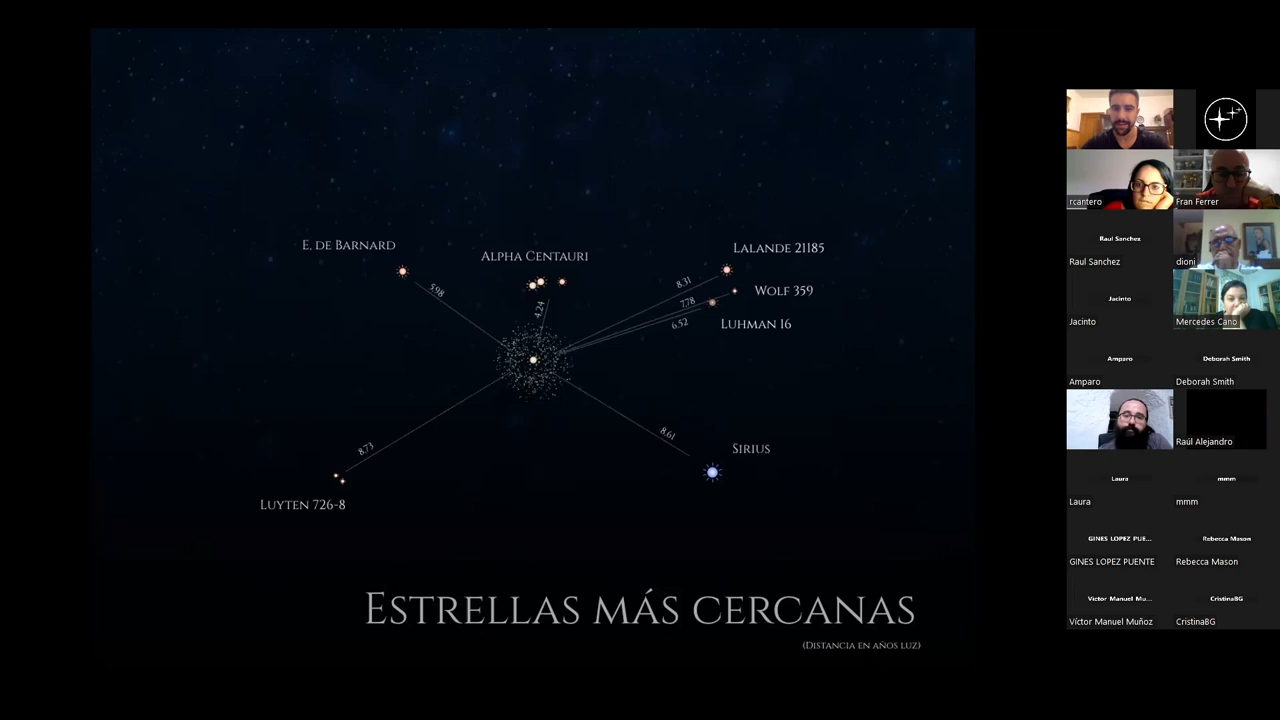 E. DE BARNARD
ALPHA CENTAURI
LALANDE 21185
WOLF 359
LUHMAN 16
5.98
4.24
8.31
7.78
6.52
8.73
8.61
SIRIUS
LUYTEN 726-8
ESTRELLAS MÁS CERCANAS
(DISTANCIA EN AÑOS LUZ)
rcantero
Fran Ferrer
Raul Sanchez
Raul Sanchez
dioni
Jacinto
Jacinto
Mercedes Cano
Amparo
Amparo
Deborah Smith
Deborah Smith
Raúl Alejandro
Laura
Laura
mmm
mmm
GINES LOPEZ PUE...
GINES LOPEZ PUENTE
Rebecca Mason
Rebecca Mason
Víctor Manuel Mu...
Víctor Manuel Muñoz
CristinaBG
CristinaBG